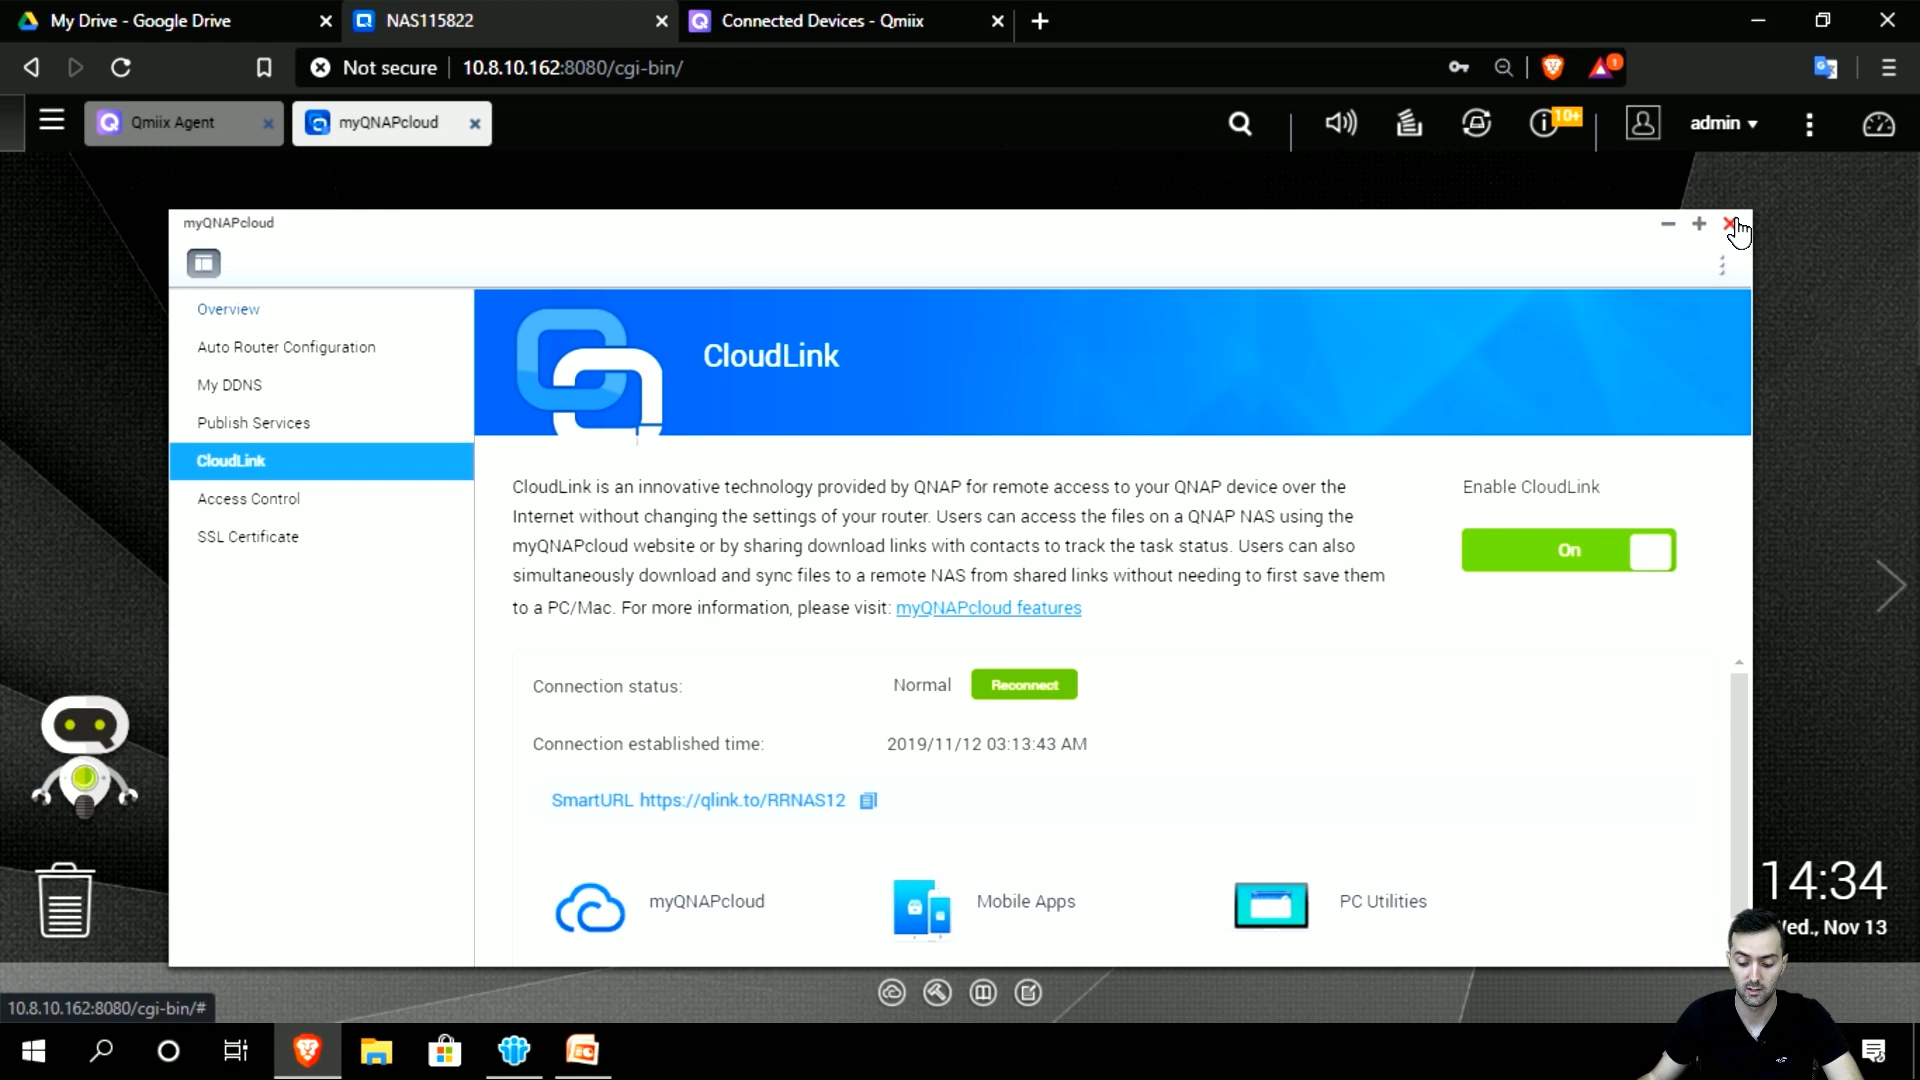 My Drive - Google Drive
NAS115822
Connected Devices - Qmiix
Not secure
10.8.10.162:8080/cgi-bin/
1
Qmiix Agent
myQNAPcloud
10+
admin
myQNAPcloud
Overview
Auto Router Configuration
My DDNS
Publish Services
CloudLink
Access Control
SSL Certificate
CloudLink
CloudLink is an innovative technology provided by QNAP for remote access to your QNAP device over the
Internet without changing the settings of your router. Users can access the files on a QNAP NAS using the
myQNAPcloud website or by sharing download links with contacts to track the task status. Users can also
simultaneously download and sync files to a remote NAS from shared links without needing to first save them
to a PC/Mac. For more information, please visit: myQNAPcloud features
Enable CloudLink
On
Connection status:
Normal
Reconnect
Connection established time:
2019/11/12 03:13:43 AM
SmartURL https://qlink.to/RRNAS12
myQNAPcloud
Mobile Apps
PC Utilities
14:34
ed., Nov 13
10.8.10.162:8080/cgi-bin/#